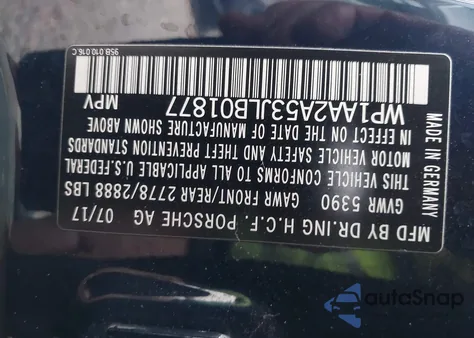 MFD BY DR.ING H.C.F. PORSCHE AG
07/17
GAWR FRONT/REAR 2778/2888 LBS
GVWR 5390
THIS VEHICLE CONFORMS TO ALL APPLICABLE U.S.FEDERAL
MOTOR VEHICLE SAFETY AND THEFT PREVENTION STANDARDS
IN EFFECT ON THE DATE OF MANUFACTURE SHOWN ABOVE
WP1AA2A53JLB01877
MPV
MADE IN GERMANY
958.010.016 C
autoSnap